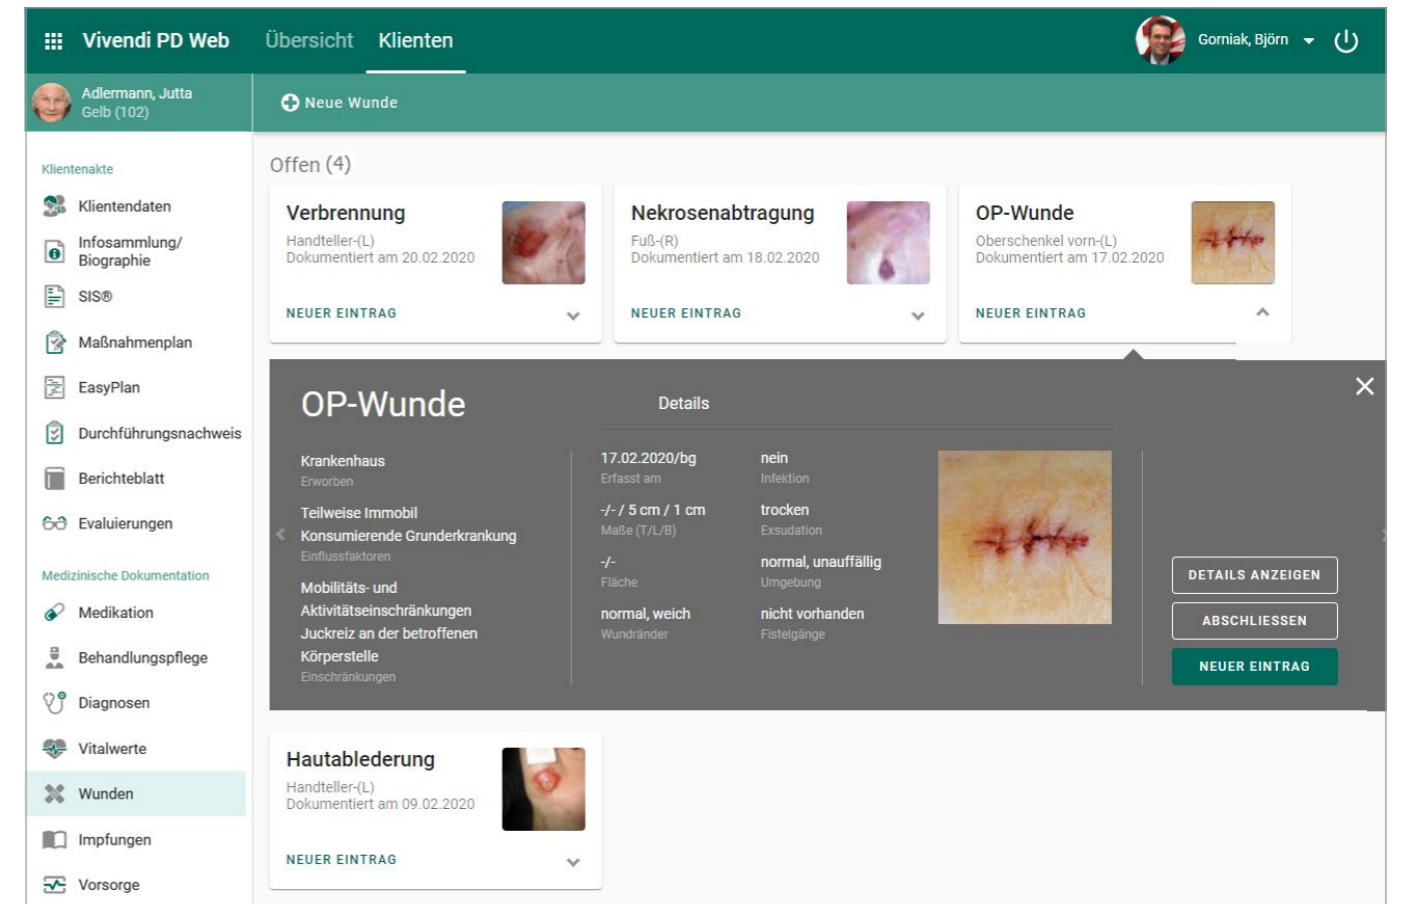 Vivendi PD Web
Übersicht
Klienten
Gorniak, Björn
Adlermann, Jutta
Gelb (102)
Neue Wunde
Klientenakte
Klientendaten
Infosammlung/
Biographie
SIS®
Maßnahmenplan
EasyPlan
Durchführungsnachweis
Berichteblatt
Evaluierungen
Medizinische Dokumentation
Medikation
Behandlungspflege
Diagnosen
Vitalwerte
Wunden
Impfungen
Vorsorge
Offen (4)
Verbrennung
Handteller-(L)
Dokumentiert am 20.02.2020
NEUER EINTRAG
Nekrosenabtragung
Fuß-(R)
Dokumentiert am 18.02.2020
NEUER EINTRAG
OP-Wunde
Oberschenkel vorn-(L)
Dokumentiert am 17.02.2020
NEUER EINTRAG
OP-Wunde
Krankenhaus
Erworben
Teilweise Immobil
Konsumierende Grunderkrankung
Einflussfaktoren
Mobilitäts- und
Aktivitätseinschränkungen
Juckreiz an der betroffenen
Körperstelle
Einschränkungen
Details
17.02.2020/bg
Erfasst am
-/- / 5 cm / 1 cm
Maße (T/L/B)
-/-
Fläche
normal, weich
Wundränder
nein
Infektion
trocken
Exsudation
normal, unauffällig
Umgebung
nicht vorhanden
Fistelgänge
DETAILS ANZEIGEN
ABSCHLIESSEN
NEUER EINTRAG
Hautablederung
Handteller-(L)
Dokumentiert am 09.02.2020
NEUER EINTRAG